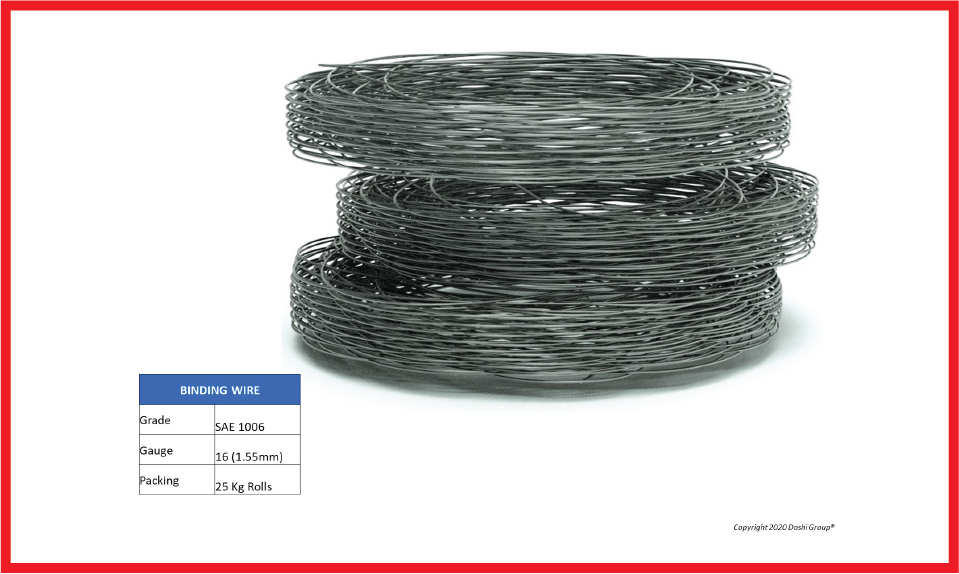 BINDING WIRE
Grade SAE 1006
Gauge 16 (1.55mm)
Packing 25 Kg Rolls
Copyright 2020 Doshi Group®